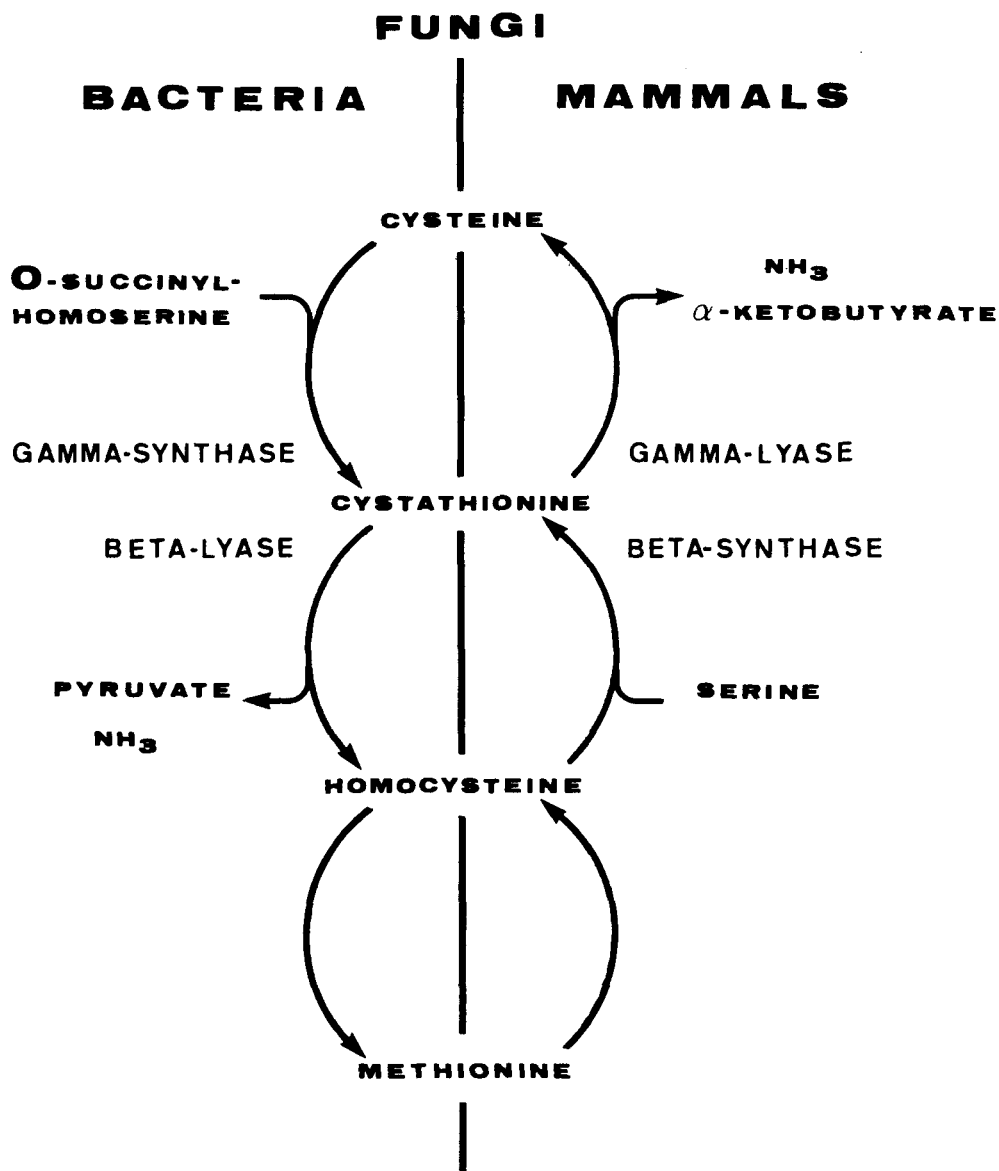 FUNGI
BACTERIA
MAMMALS
CYSTEINE
O-SUCCINYL-
HOMOSERINE
NH3
α-KETOBUTYRATE
GAMMA-SYNTHASE
GAMMA-LYASE
CYSTATHIONINE
BETA-LYASE
BETA-SYNTHASE
PYRUVATE
NH3
SERINE
HOMOCYSTEINE
METHIONINE